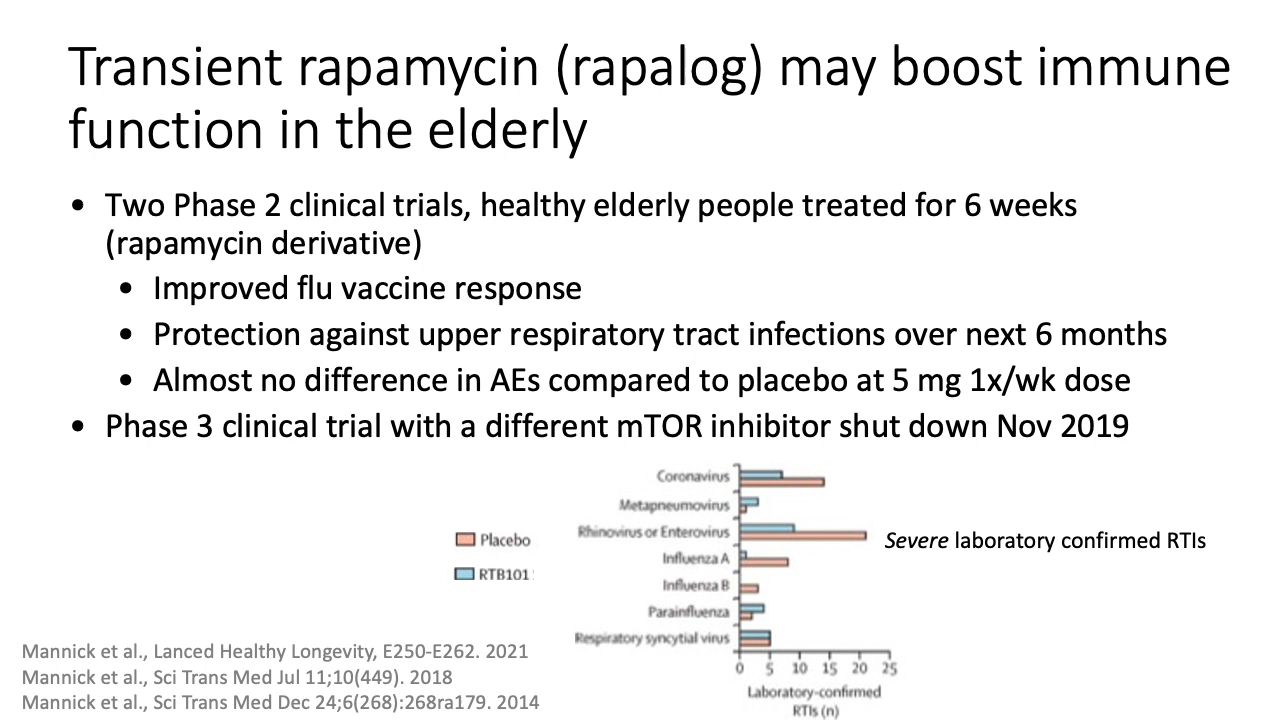 Transient rapamycin (rapalog) may boost immune
function in the elderly
• Two Phase 2 clinical trials, healthy elderly people treated for 6 weeks
(rapamycin derivative)
• Improved flu vaccine response
• Protection against upper respiratory tract infections over next 6 months
• Almost no difference in AEs compared to placebo at 5 mg 1x/wk dose
• Phase 3 clinical trial with a different mTOR inhibitor shut down Nov 2019
Coronavirus
Metapneumovirus
Rhinovirus or Enterovirus
Influenza A
Influenza B
Parainfluenza
Respiratory syncytial virus
0 5 10 15 20 25
Laboratory-confirmed
RTIs (n)
Placebo
RTB101
Severe laboratory confirmed RTIs
Mannick et al., Lanced Healthy Longevity, E250-E262. 2021
Mannick et al., Sci Trans Med Jul 11;10(449). 2018
Mannick et al., Sci Trans Med Dec 24;6(268):268ra179. 2014